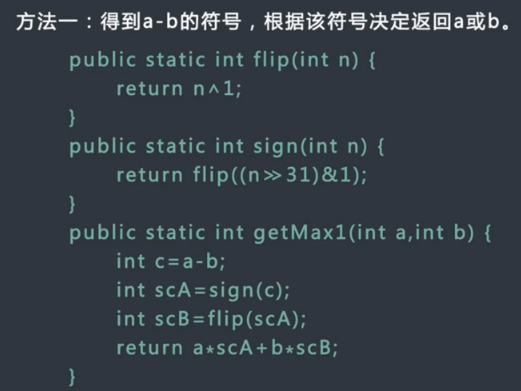 方法一：得到a-b的符号，根据该符号决定返回a或b。
public static int flip(int n) {
return n^1;
}
public static int sign(int n) {
return flip((n>>31)&1);
}
public static int getMax1(int a,int b) {
int c=a-b;
int scA=sign(c);
int scB=flip(scA);
return a*scA+b*scB;
}